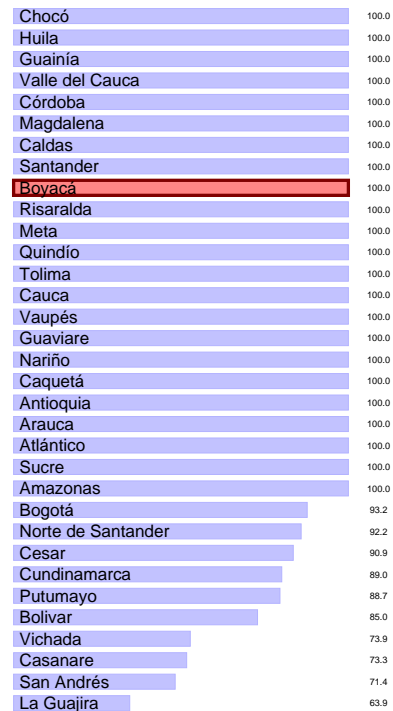 Chocó 100.0
Huila 100.0
Guainía 100.0
Valle del Cauca 100.0
Córdoba 100.0
Magdalena 100.0
Caldas 100.0
Santander 100.0
Boyacá 100.0
Risaralda 100.0
Meta 100.0
Quindío 100.0
Tolima 100.0
Cauca 100.0
Vaupés 100.0
Guaviare 100.0
Nariño 100.0
Caquetá 100.0
Antioquia 100.0
Arauca 100.0
Atlántico 100.0
Sucre 100.0
Amazonas 100.0
Bogotá 93.2
Norte de Santander 92.2
Cesar 90.9
Cundinamarca 89.0
Putumayo 88.7
Bolivar 85.0
Vichada 73.9
Casanare 73.3
San Andrés 71.4
La Guajira 63.9